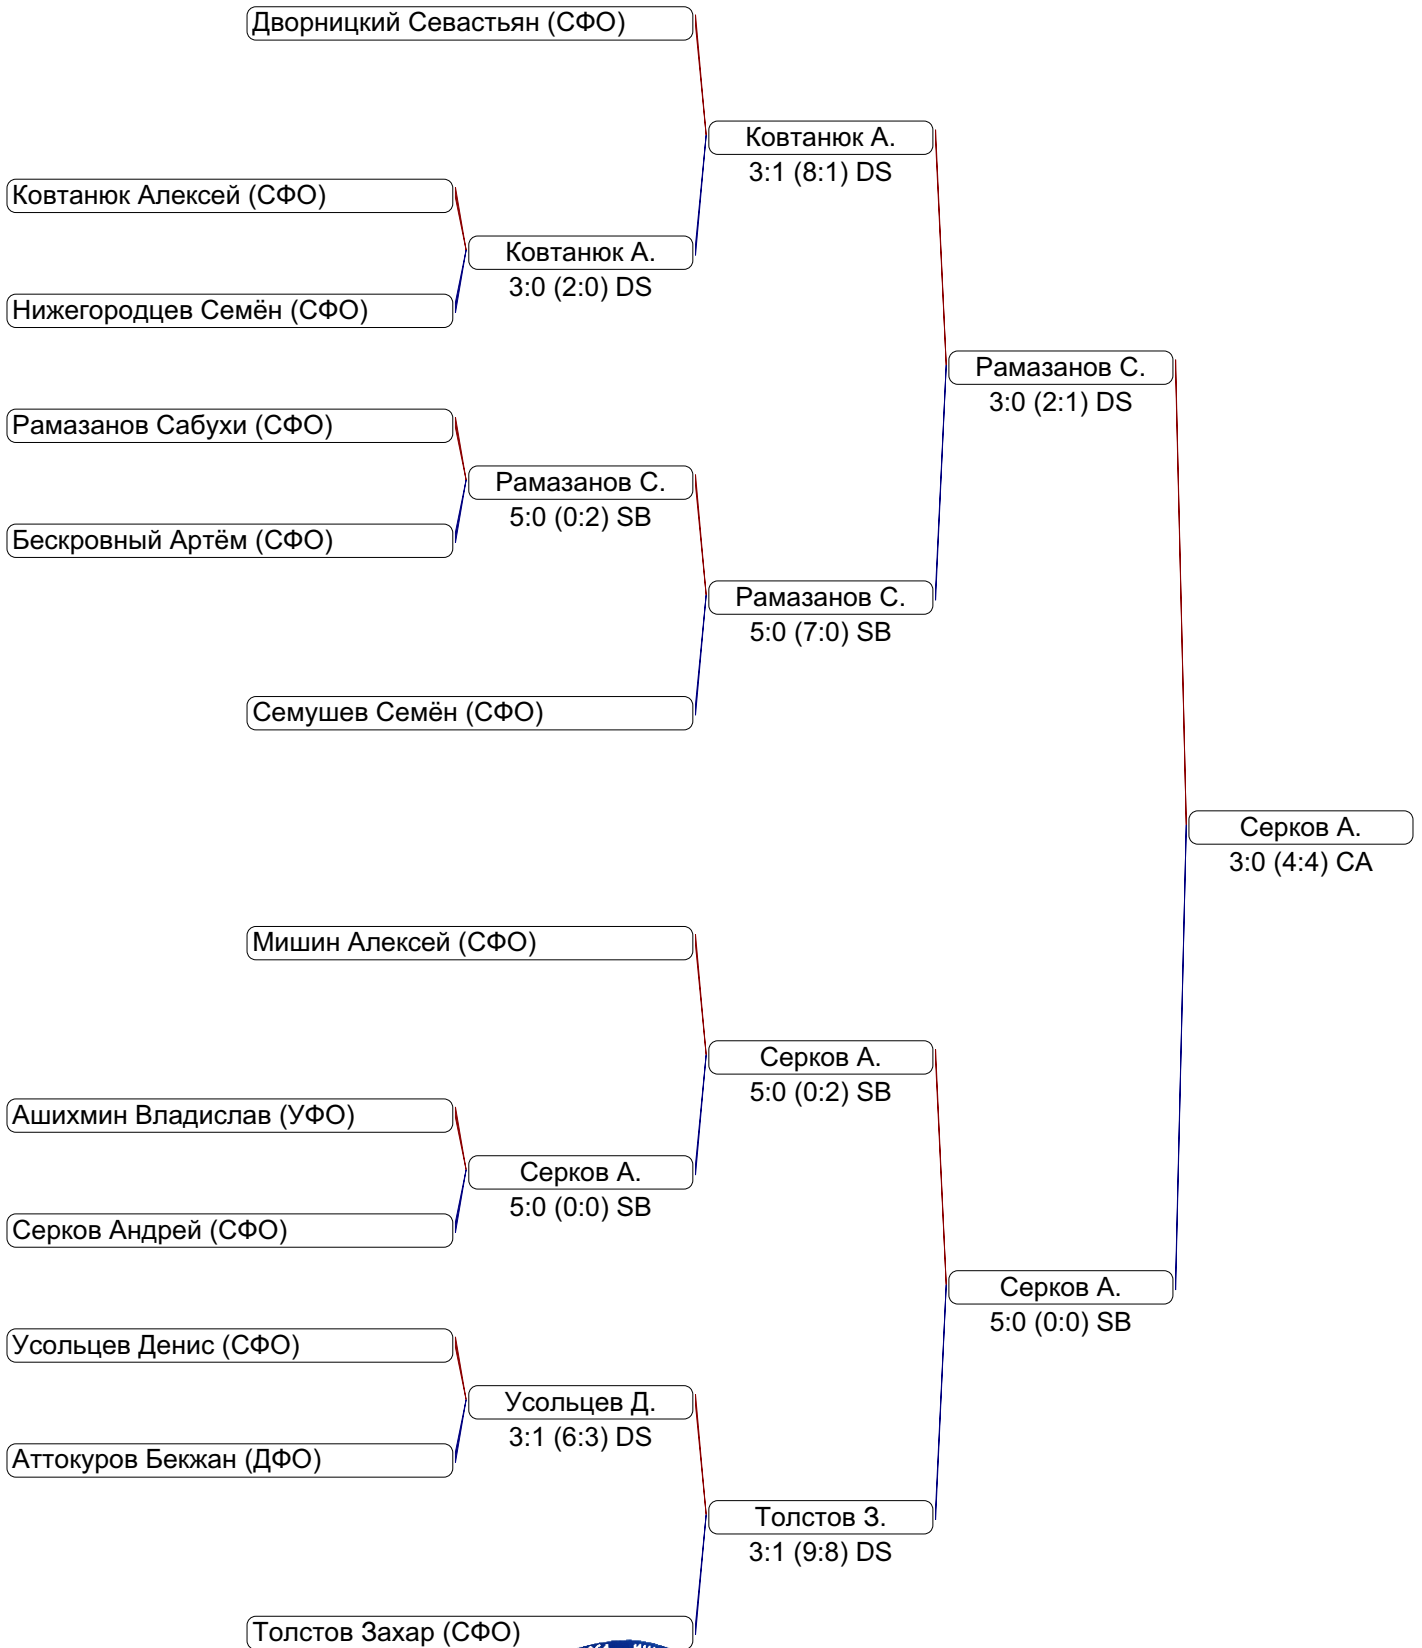 Дворницкий Севастьян (СФО)
Ковтанюк А.
3:1 (8:1) DS
Ковтанюк Алексей (СФО)
Ковтанюк А.
3:0 (2:0) DS
Нижегородцев Семён (СФО)
Рамазанов С.
3:0 (2:1) DS
Рамазанов Сабухи (СФО)
Рамазанов С.
5:0 (0:2) SB
Бескровный Артём (СФО)
Рамазанов С.
5:0 (7:0) SB
Семушев Семён (СФО)
Серков А.
3:0 (4:4) CA
Мишин Алексей (СФО)
Серков А.
5:0 (0:2) SB
Ашихмин Владислав (УФО)
Серков А.
5:0 (0:0) SB
Серков Андрей (СФО)
Серков А.
5:0 (0:0) SB
Усольцев Денис (СФО)
Усольцев Д.
3:1 (6:3) DS
Аттокуров Бекжан (ДФО)
Толстов З.
3:1 (9:8) DS
Толстов Захар (СФО)